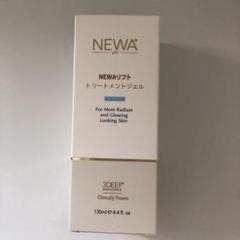 NEWA
NEWAリフト
トリートメントジェル
For More Radiant
and Glowing
Looking Skin
3DEEP
Clinically Proven
130ml e 4.4 fl. oz